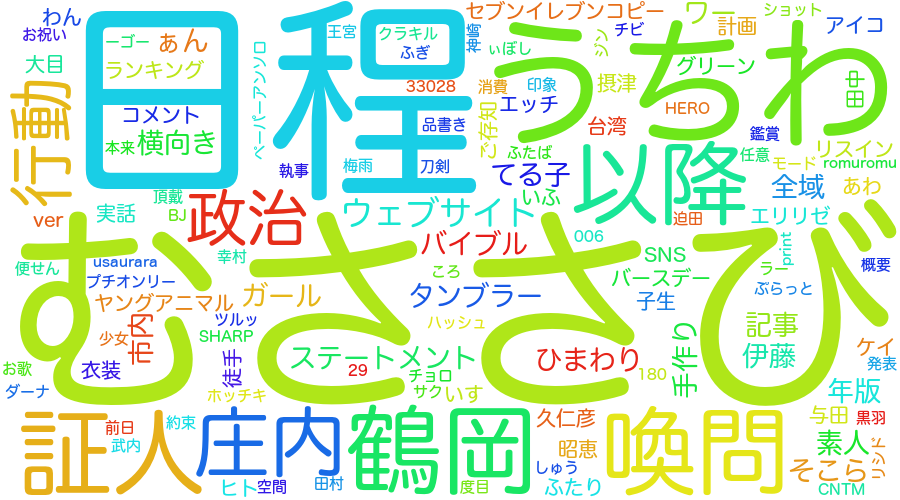 わん
お祝い
ーゴー
ぁん
大目
ランキング
行動
コメント
本来
横向き
日程
王宮
クラキル
ふぎ
神崎
ペーパーアンソロ
33028
品書き
執事
梅雨
刀剣
セブンイレブンコピー
ぃぼし
ジン
チビ
ワー
計画
ショット
アイコ
グリーン
摂津
うちわ
消費
印象
エッチ
HERO
田中
ご存知
台湾
ふたば
鑑賞
リスイン
任意
モード
romuromu
てる子
いふ
以降
迫田
全域
あわ
エリリゼ
頂戴
BJ
実話
ver
政治
ウェブサイト
006
print
バイブル
SNS
ラー
概要
便せん
usaurara
プチオンリー
幸村
ころ
バースデー
ぷらっと
ヤングアニマル
ガール
タンブラー
子生
むささび
少女
市内
ツルッ
SHARP
ハッシュ
記事
ケイ
お歌
衣装
徒手
ステートメント
29
チョロ
ひまわり
180
手作り
伊藤
発表
ダーナ
ホッチキ
サク
いす
年版
証人
前日
武内
約束
庄内
鶴岡
久仁彦
昭恵
喚問
与田
黒羽
素人
コンド
ヒト
空間
田村
度目
しゅう
ふたり
そこら
CNTM